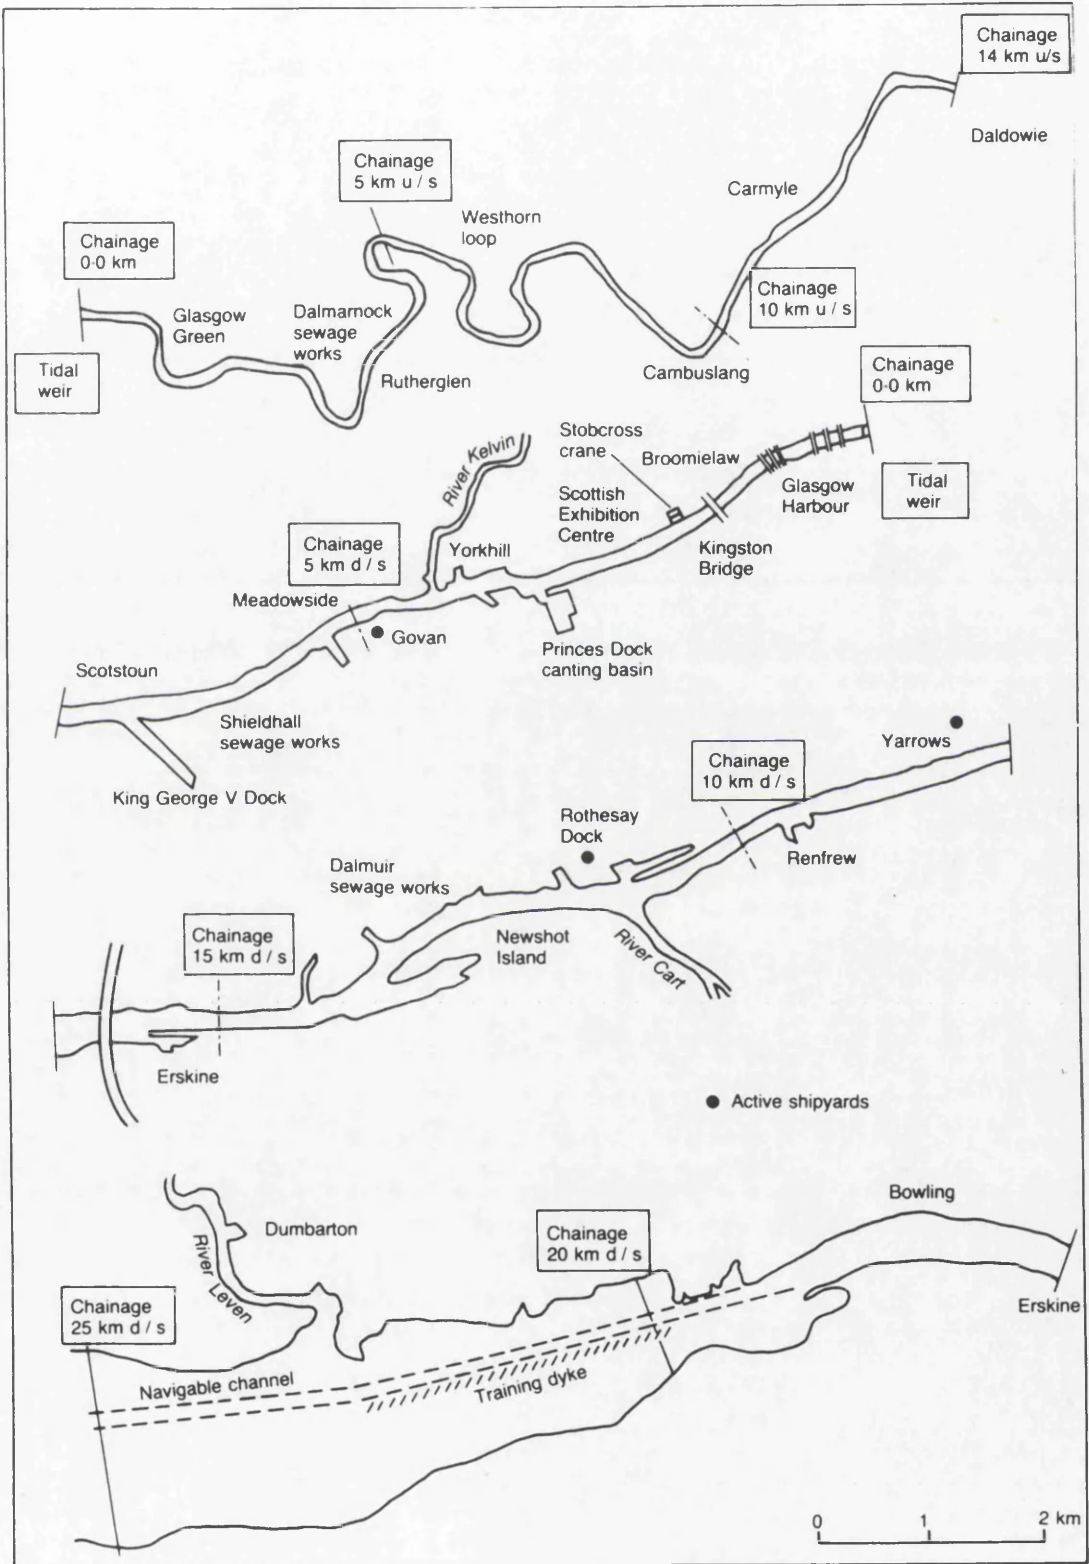 Chainage
14 km u/s
Daldowie
Chainage
5 km u / s
Carmyle
Westhorn
loop
Chainage
0·0 km
Glasgow
Green
Dalmarnock
sewage
works
Chainage
10 km u / s
Tidal
weir
Rutherglen
Cambuslang
Chainage
0·0 km
Stobcross
crane
River Kelvin
Broomielaw
Glasgow
Harbour
Tidal
weir
Scottish
Exhibition
Centre
Kingston
Bridge
Chainage
5 km d / s
Yorkhill
Meadowside
Govan
Princes Dock
canting basin
Scotstoun
Shieldhall
sewage works
King George V Dock
Yarrows
Chainage
10 km d / s
Rothesay
Dock
Renfrew
Dalmuir
sewage works
Chainage
15 km d / s
Newshot
Island
River Cart
Erskine
Active shipyards
Bowling
Dumbarton
Chainage
20 km d / s
River Leven
Chainage
25 km d / s
Erskine
Navigable channel
Training dyke
0 1 2 km